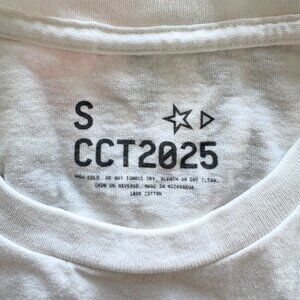 S
CCT2025
WASH COLD. DO NOT TUMBLE DRY, BLEACH OR DRY CLEAN.
IRON ON REVERSE. MADE IN NICARAGUA
100% COTTON